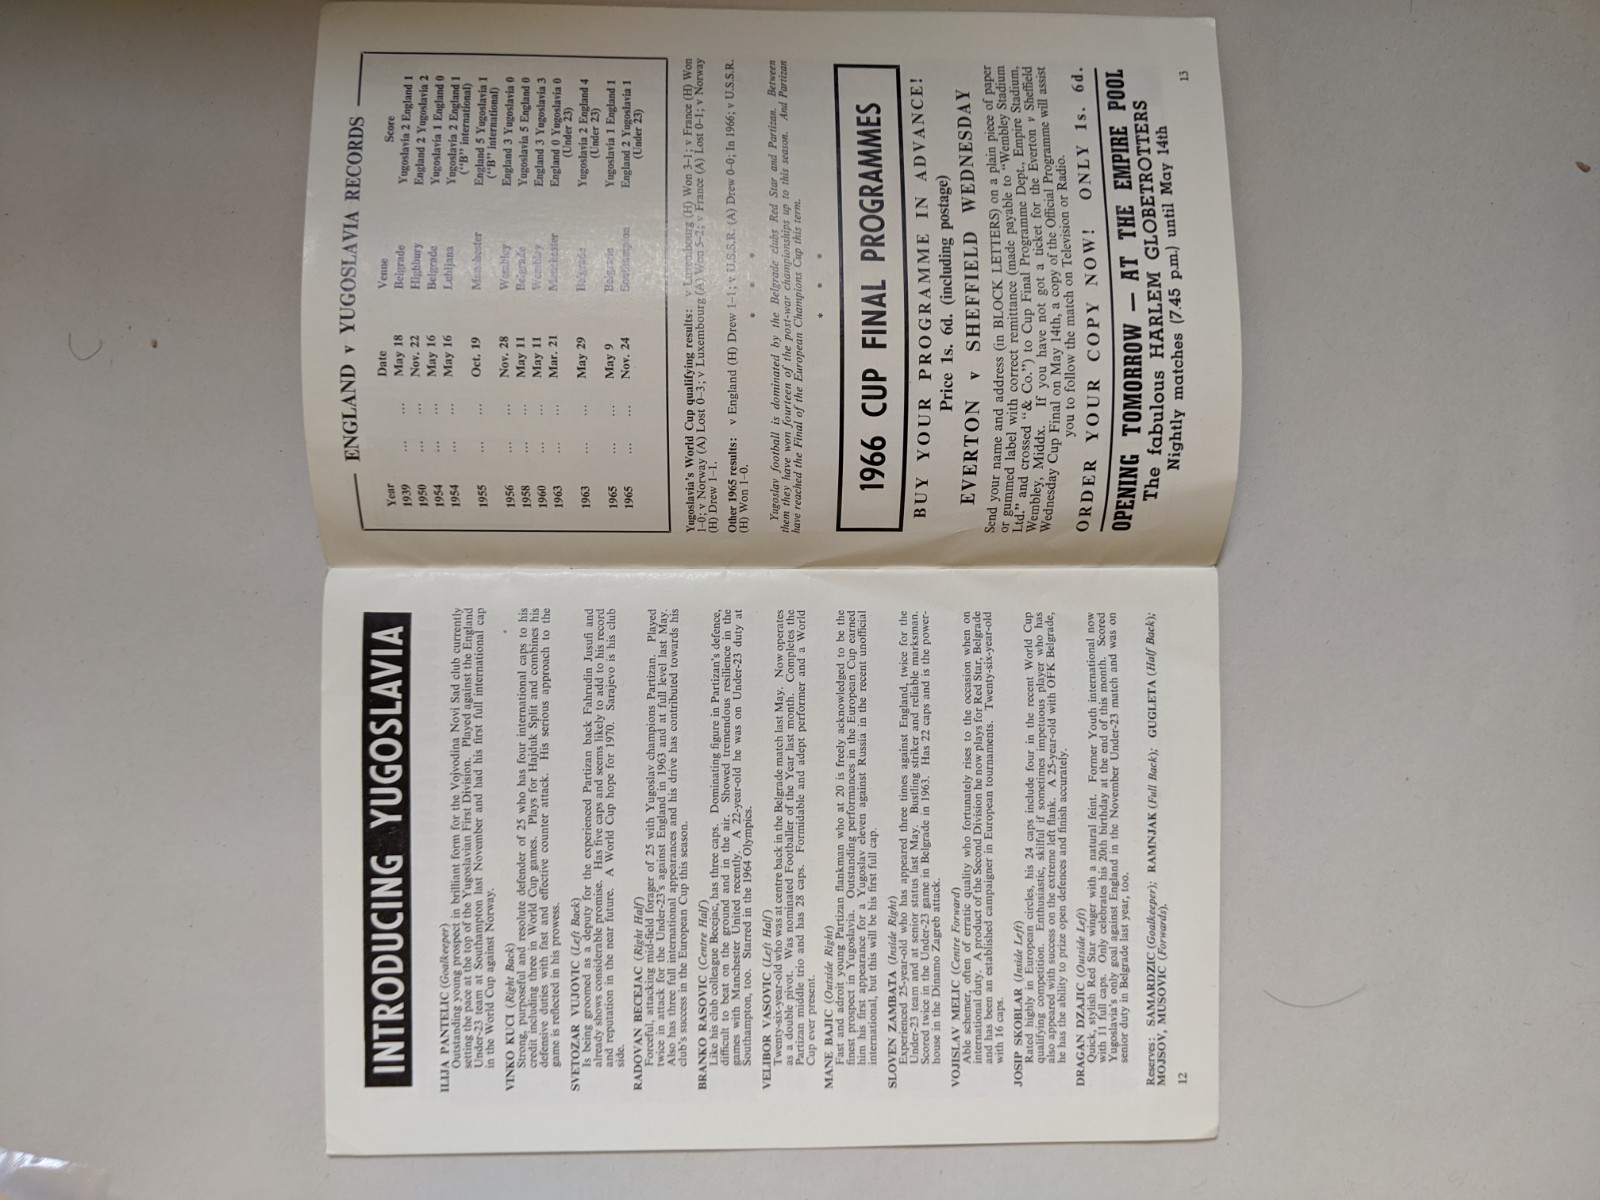 INTRODUCING YUGOSLAVIA
ILIJA PANTELIC (Goalkeeper)
Outstanding young prospect in brilliant form for the Vojvodina Novi Sad club currently
setting the pace at the top of the Yugoslavian First Division. Played against the England
Under-23 team at Southampton last November and had his first full international cap
in the World Cup against Norway.
VINKO KUCI (Right Back)
Strong, purposeful and resolute defender of 25 who has four international caps to his
credit including three in World Cup games. Plays for Hajduk Split and combines his
defensive duties with fast and effective counter attack. His serious approach to the
game is reflected in his prowess.
SVETOZAR VUJOVIC (Left Back)
Is being groomed as a deputy for the experienced Partizan back Fahrudin Jusufi and
already shows considerable promise. Has five caps and seems likely to add to his record
and reputation in the near future. A World Cup hope for 1970. Sarajevo is his club
side.
RADOVAN BECEJAC (Right Half)
Forceful, attacking mid-field forager of 25 with Yugoslav champions Partizan. Played
twice in attack for the Under-23's against England in 1963 and at full level last May.
Also has three full international appearances and his drive has contributed towards his
club's success in the European Cup this season.
BRANKO RASOVIC (Centre Half)
Like his club colleague Becejac, has three caps. Dominating figure in Partizan's defence,
difficult to beat on the ground and in the air. Showed tremendous resilience in the
games with Manchester United recently. A 22-year-old he was on Under-23 duty at
Southampton, too. Starred in the 1964 Olympics.
VELIBOR VASOVIC (Left Half)
Twenty-six-year-old who was at centre back in the Belgrade match last May. Now operates
as a double pivot. Was nominated Footballer of the Year last month. Completes the
Partizan middle trio and has 28 caps. Formidable and adept performer and a World
Cup ever present.
MANE BAJIC (Outside Right)
Fast and adroit young Partizan flankman who at 20 is freely acknowledged to be the
finest prospect in Yugoslavia. Outstanding performances in the European Cup earned
him his first appearance for a Yugoslav eleven against Russia in the recent unofficial
international, but this will be his first full cap.
SLOVEN ZAMBATA (Inside Right)
Experienced 25-year-old who has appeared three times against England, twice for the
Under-23 team and at senior status last May. Bustling striker and reliable marksman.
Scored twice in the Under-23 game in Belgrade in 1963. Has 22 caps and is the power-
house in the Dinamo Zagreb attack.
VOJISLAV MELIC (Centre Forward)
Able schemer, often of erratic quality who fortunately rises to the occasion when on
international duty. A product of the Second Division he now plays for Red Star, Belgrade
and has been an established campaigner in European tournaments. Twenty-six-year-old
with 16 caps.
JOSIP SKOBLAR (Inside Left)
Rated highly in European circles, his 24 caps include four in the recent World Cup
qualifying competition. Enthusiastic, skilful if sometimes impetuous player who has
also appeared with success on the extreme left flank. A 25-year-old with OFK Belgrade,
he has the ability to prize open defences and finish accurately.
DRAGAN DZAJIC (Outside Left)
Quick, stylish Red Star winger with a natural feint. Former Youth international now
with 11 full caps. Only celebrates his 20th birthday at the end of this month. Scored
Yugoslavia's only goal against England in the November Under-23 match and was on
senior duty in Belgrade last year, too.
Reserves: SAMARDZIC (Goalkeeper); RAMNJAK (Full Back); GUGLETA (Half Back);
MOJSOV, MUSOVIC (Forwards).
12
ENGLAND v YUGOSLAVIA RECORDS
Year Date Venue Score
1939 ... ... May 18 Belgrade Yugoslavia 2 England 1
1950 ... ... Nov. 22 Highbury England 2 Yugoslavia 2
1954 ... ... May 16 Belgrade Yugoslavia 1 England 0
1954 ... ... May 16 Lubljana Yugoslavia 2 England 1
("B" international)
1955 ... ... Oct. 19 Manchester England 5 Yugoslavia 1
("B" international)
1956 ... ... Nov. 28 Wembley England 3 Yugoslavia 0
1958 ... ... May 11 Belgrade Yugoslavia 5 England 0
1960 ... ... May 11 Wembley England 3 Yugoslavia 3
1963 ... ... Mar. 21 Manchester England 0 Yugoslavia 0
(Under 23)
1963 ... ... May 29 Belgrade Yugoslavia 2 England 4
(Under 23)
1965 ... ... May 9 Belgrade Yugoslavia 1 England 1
1965 ... ... Nov. 24 Southampton England 2 Yugoslavia 1
(Under 23)
Yugoslavia's World Cup qualifying results: v Luxembourg (H) Won 3–1; v France (H) Won
1–0; v Norway (A) Lost 0–3; v Luxembourg (A) Won 5–2; v France (A) Lost 0–1; v Norway
(H) Drew 1–1.
Other 1965 results: v England (H) Drew 1–1; v U.S.S.R. (A) Drew 0–0; In 1966; v U.S.S.R.
(H) Won 1–0.
* *
Yugoslav football is dominated by the Belgrade clubs Red Star and Partizan. Between
them they have won fourteen of the post-war championships up to this season. And Partizan
have reached the Final of the European Champions Cup this term.
* * *
1966 CUP FINAL PROGRAMMES
BUY YOUR PROGRAMME IN ADVANCE!
Price 1s. 6d. (including postage)
EVERTON v SHEFFIELD WEDNESDAY
Send your name and address (in BLOCK LETTERS) on a plain piece of paper
or gummed label with correct remittance (made payable to "Wembley Stadium
Ltd." and crossed "& Co.") to Cup Final Programme Dept., Empire Stadium,
Wembley, Middx. If you have not got a ticket for the Everton v Sheffield
Wednesday Cup Final on May 14th, a copy of the Official Programme will assist
you to follow the match on Television or Radio.
ORDER YOUR COPY NOW! ONLY 1s. 6d.
OPENING TOMORROW — AT THE EMPIRE POOL
The fabulous HARLEM GLOBETROTTERS
Nightly matches (7.45 p.m.) until May 14th
13